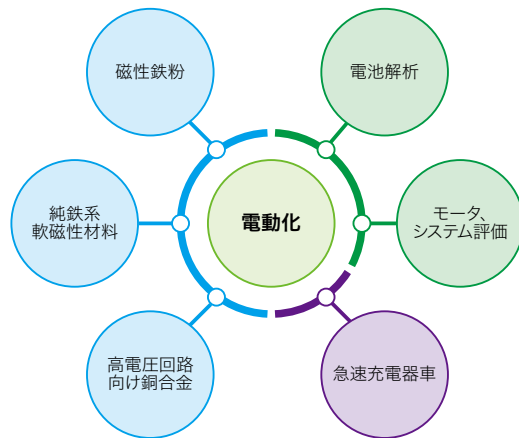 磁性鉄粉
電池解析
純鉄系
軟磁性材料
電動化
モータ、
システム評価
高電圧回路
向け銅合金
急速充電器車